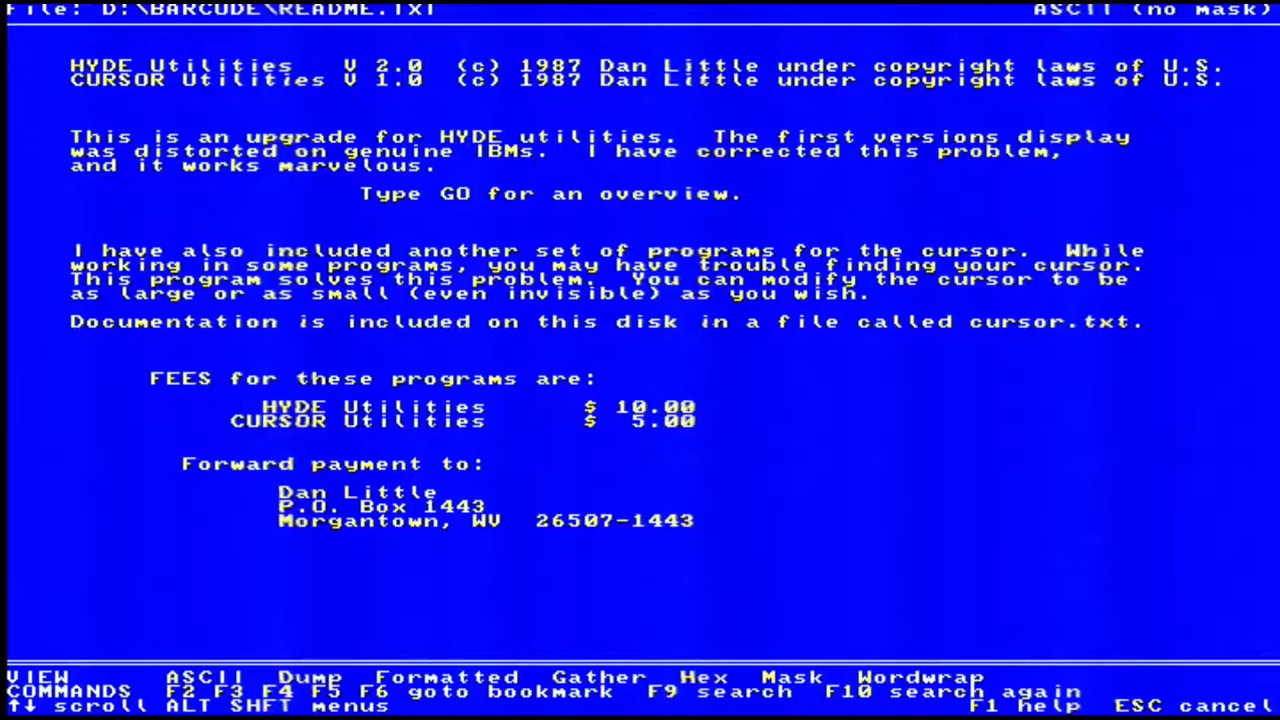 File: D:\BARCUDE\README.TXT ASCII (no mask)
HYDE Utilities V 2.0 (c) 1987 Dan Little under copyright laws of U.S.
CURSOR Utilities V 1.0 (c) 1987 Dan Little under copyright laws of U.S.
This is an upgrade for HYDE utilities. The first versions display
was distorted on genuine IBMs. I have corrected this problem,
and it works marvelous.
Type GO for an overview.
I have also included another set of programs for the cursor. While
working in some programs, you may have trouble finding your cursor.
This program solves this problem. You can modify the cursor to be
as large or as small (even invisible) as you wish.
Documentation is included on this disk in a file called cursor.txt.
FEES for these programs are:
HYDE Utilities $ 10.00
CURSOR Utilities $ 5.00
Forward payment to:
Dan Little
P.O. Box 1443
Morgantown, WV 26507-1443
VIEW ASCII Dump Formatted Gather Hex Mask Wordwrap
COMMANDS F2 F3 F4 F5 F6 goto bookmark F9 search F10 search again
↑↓ scroll ALT SHFT menus F1 help ESC cancel